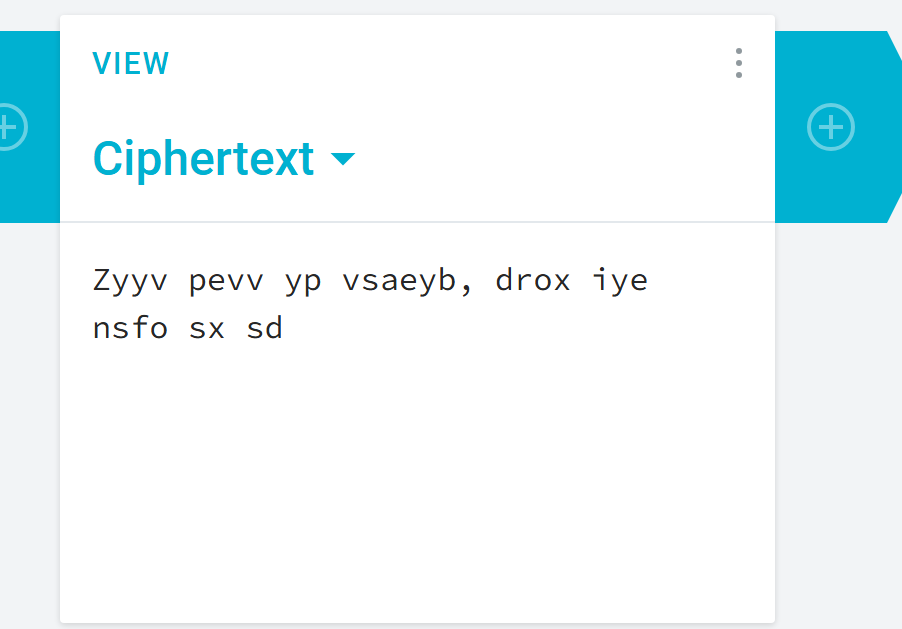 VIEW
Ciphertext
Zyyv pevv yp vsaeyb, drox iye
nsfo sx sd